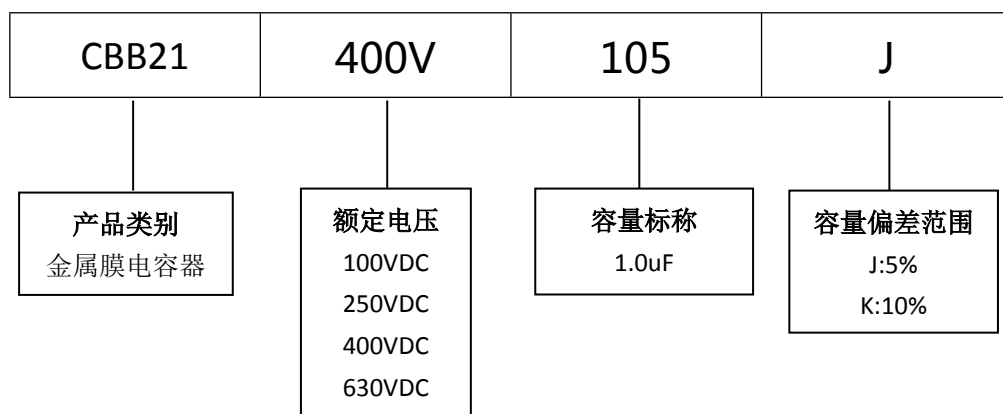 CBB21 400V 105 J
产品类别
金属膜电容器
额定电压
100VDC
250VDC
400VDC
630VDC
容量标称
1.0uF
容量偏差范围
J:5%
K:10%